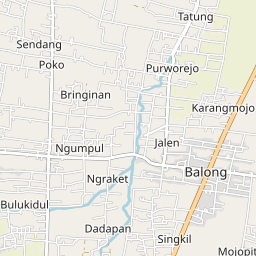 Tatung
Sendang
Poko
Purworejo
Bringinan
Karangmojo
Jalen
Ngumpul
Balong
Ngraket
Bulukidul
Dadapan
Singkil
Mojopit